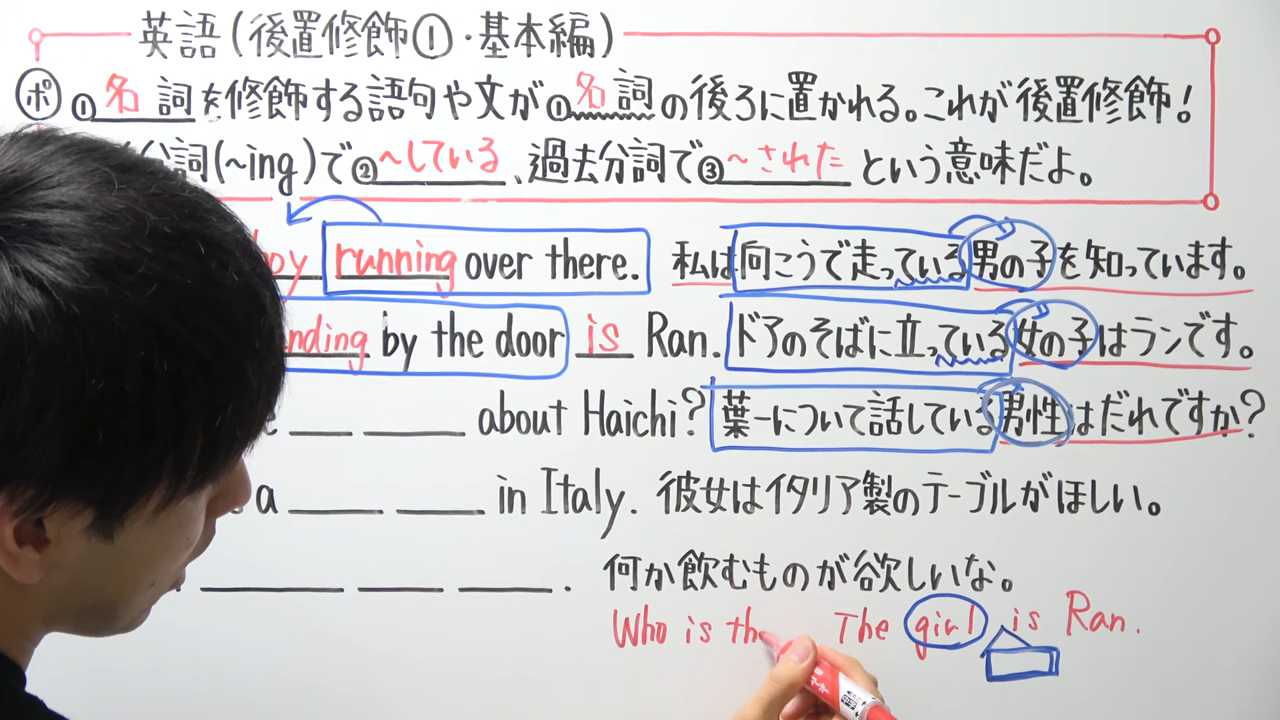 英語(後置修飾①・基本編)
ポ ①名詞を修飾する語句や文が①名詞の後ろに置かれる。これが後置修飾!
分詞(~ing)で②~している、過去分詞で③~されたという意味だよ。
boy running over there. 私は向こうで走っている男の子を知っています。
nding by the door is Ran. ドアのそばに立っている女の子はランです。
about Haichi? 葉一について話している男性はだれですか?
a in Italy. 彼女はイタリア製のテーブルがほしい。
何か飲むものが欲しいな。
Who is th The girl is Ran.